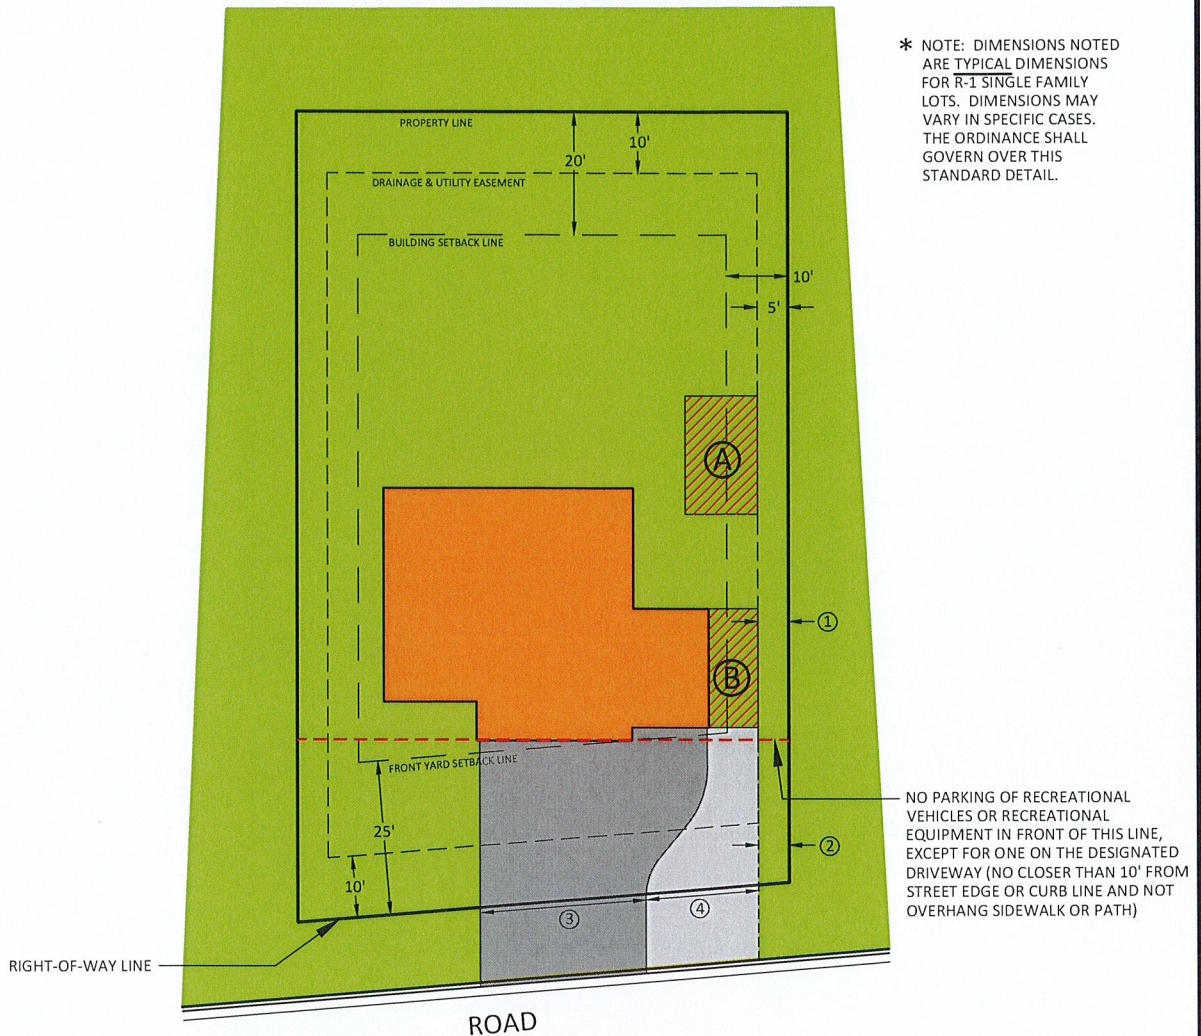 * NOTE: DIMENSIONS NOTED
ARE TYPICAL DIMENSIONS
FOR R-1 SINGLE FAMILY
LOTS. DIMENSIONS MAY
VARY IN SPECIFIC CASES.
THE ORDINANCE SHALL
GOVERN OVER THIS
STANDARD DETAIL.
PROPERTY LINE
10'
20'
DRAINAGE & UTILITY EASEMENT
BUILDING SETBACK LINE
10'
5'
A
1
B
FRONT YARD SETBACK LINE
NO PARKING OF RECREATIONAL
VEHICLES OR RECREATIONAL
EQUIPMENT IN FRONT OF THIS LINE,
EXCEPT FOR ONE ON THE DESIGNATED
DRIVEWAY (NO CLOSER THAN 10' FROM
STREET EDGE OR CURB LINE AND NOT
OVERHANG SIDEWALK OR PATH)
25'
2
10'
3
4
RIGHT-OF-WAY LINE
ROAD